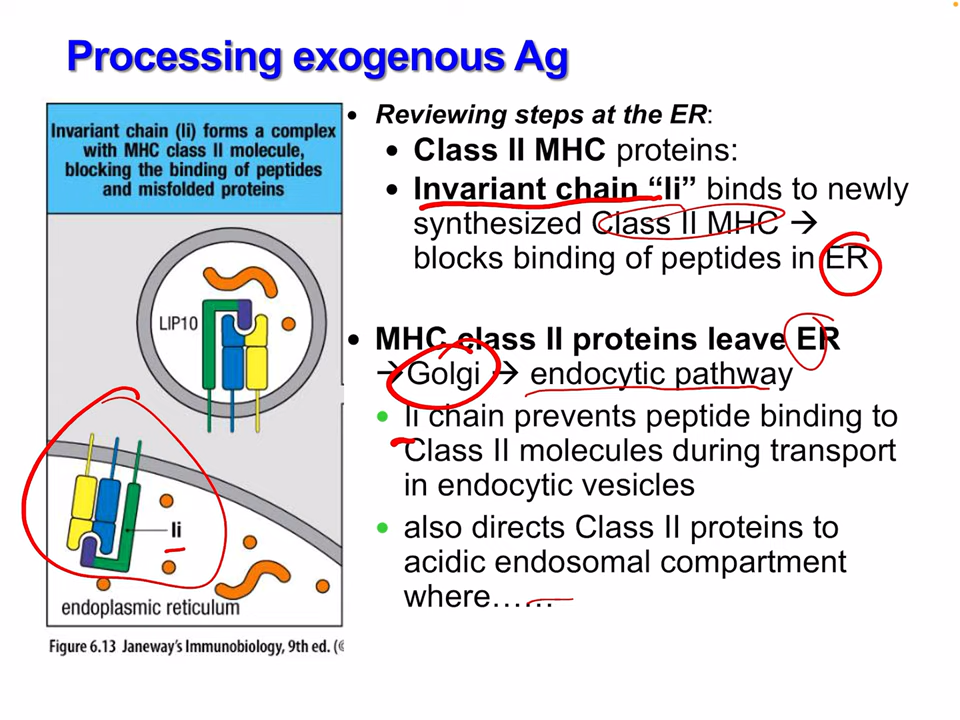 Processing exogenous Ag
Invariant chain (Ii) forms a complex
with MHC class II molecule,
blocking the binding of peptides
and misfolded proteins
LIP10
Ii
endoplasmic reticulum
Figure 6.13 Janeway's Immunobiology, 9th ed. (©
• Reviewing steps at the ER:
• Class II MHC proteins:
• Invariant chain “Ii” binds to newly
synthesized Class II MHC →
blocks binding of peptides in ER
• MHC class II proteins leave ER
→Golgi → endocytic pathway
• Ii chain prevents peptide binding to
Class II molecules during transport
in endocytic vesicles
• also directs Class II proteins to
acidic endosomal compartment
where……